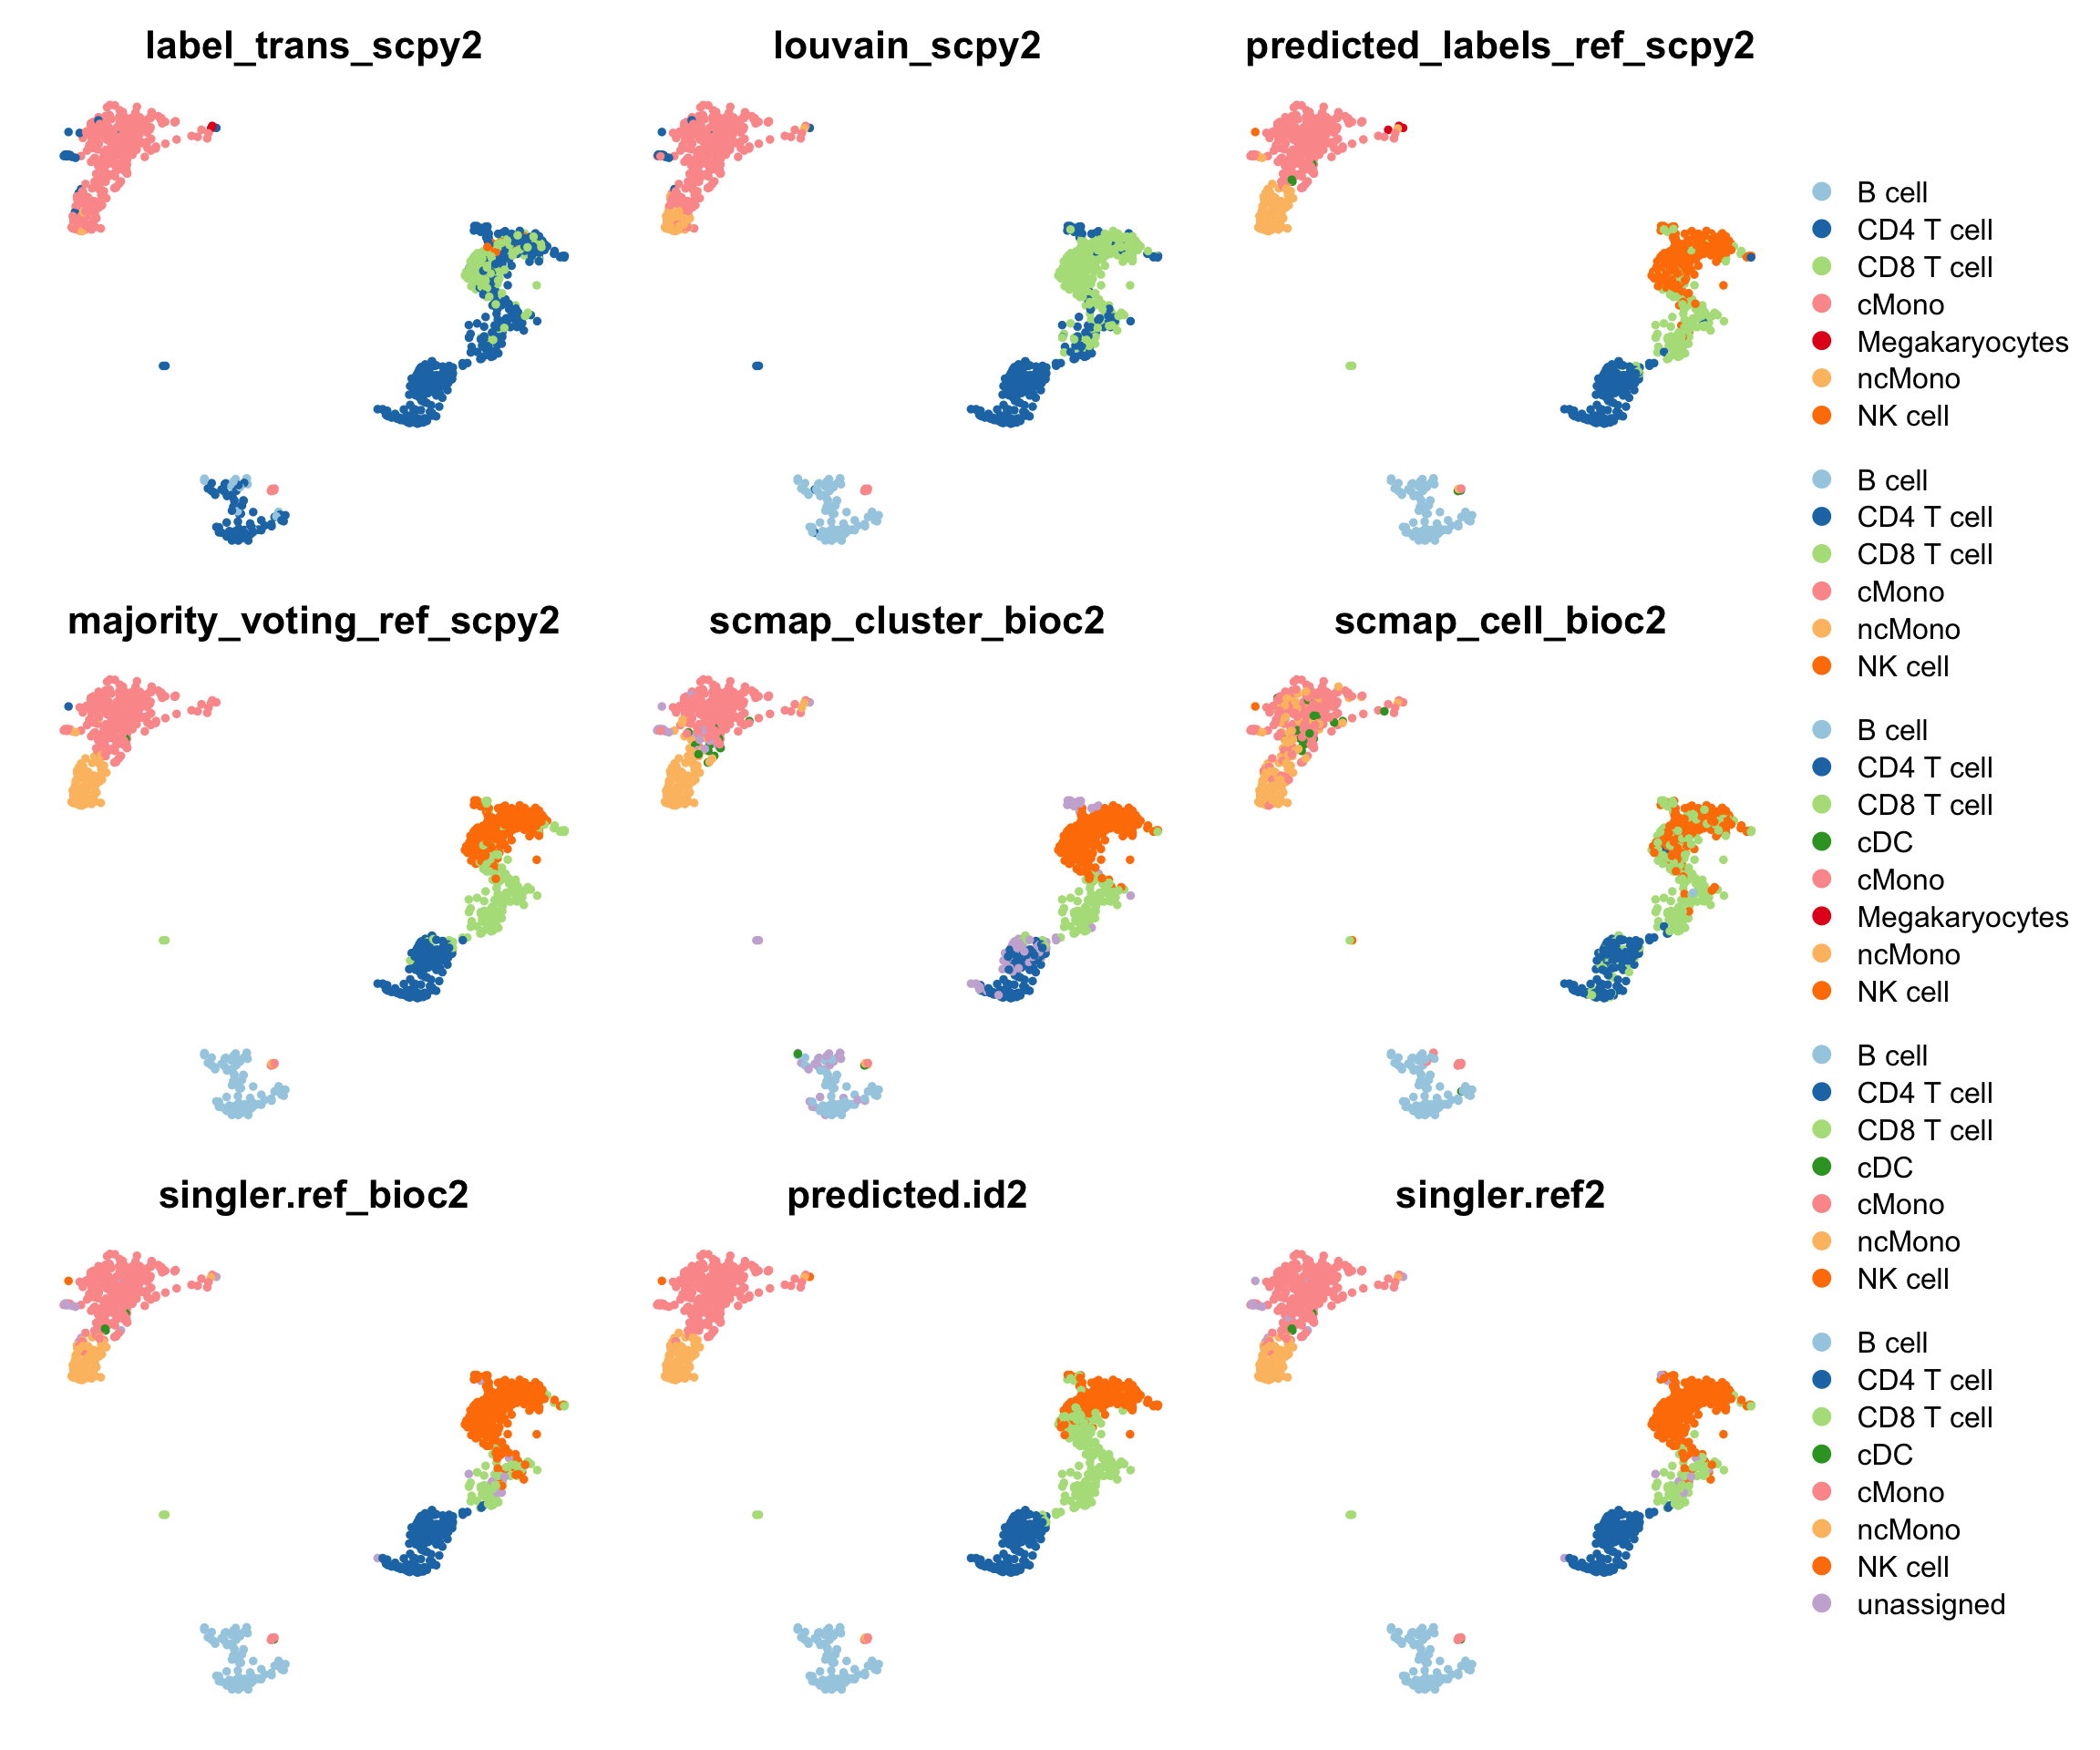 label_trans_scpy2
louvain_scpy2
predicted_labels_ref_scpy2
B cell
CD4 T cell
CD8 T cell
cMono
Megakaryocytes
ncMono
NK cell
B cell
CD4 T cell
CD8 T cell
cMono
ncMono
NK cell
majority_voting_ref_scpy2
scmap_cluster_bioc2
scmap_cell_bioc2
B cell
CD4 T cell
CD8 T cell
cDC
cMono
Megakaryocytes
ncMono
NK cell
B cell
CD4 T cell
CD8 T cell
cDC
cMono
ncMono
NK cell
singler.ref_bioc2
predicted.id2
singler.ref2
B cell
CD4 T cell
CD8 T cell
cDC
cMono
ncMono
NK cell
unassigned